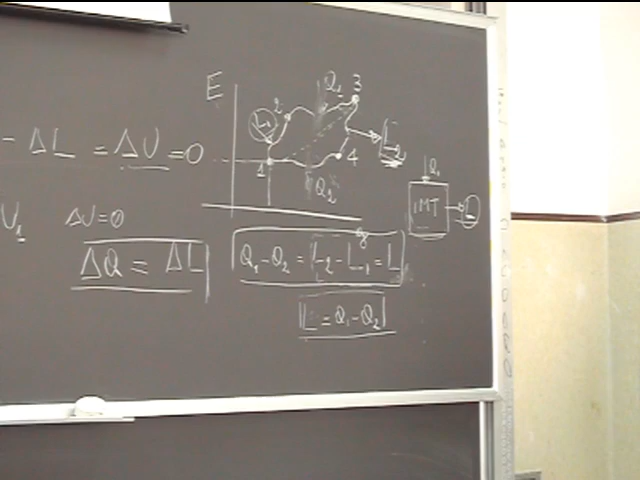 - ΔL = ΔU = 0
U₁
ΔU = 0
ΔQ = ΔL
E
1
2
3
4
Q₁
Q₂
L₁
L₂
Q₁
IMT
L
Q₁ - Q₂ = L₂ - L₁ = L
L = Q₁ - Q₂